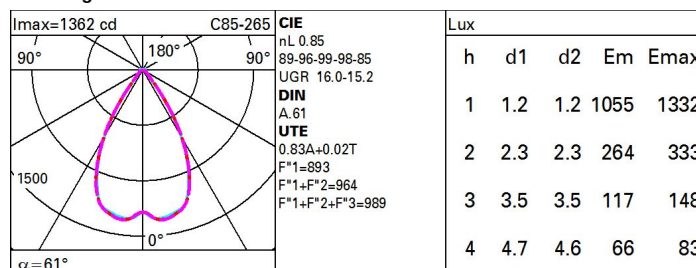 Imax=1362 cd C85-265
90° 180° 90°
1500
0°
α=61°
CIE
nL 0.85
89-96-99-98-85
UGR 16.0-15.2
DIN
A.61
UTE
0.83A+0.02T
F"1=893
F"1+F"2=964
F"1+F"2+F"3=989
Lux
h d1 d2 Em Emax
1 1.2 1.2 1055 1332
2 2.3 2.3 264 333
3 3.5 3.5 117 148
4 4.7 4.6 66 83